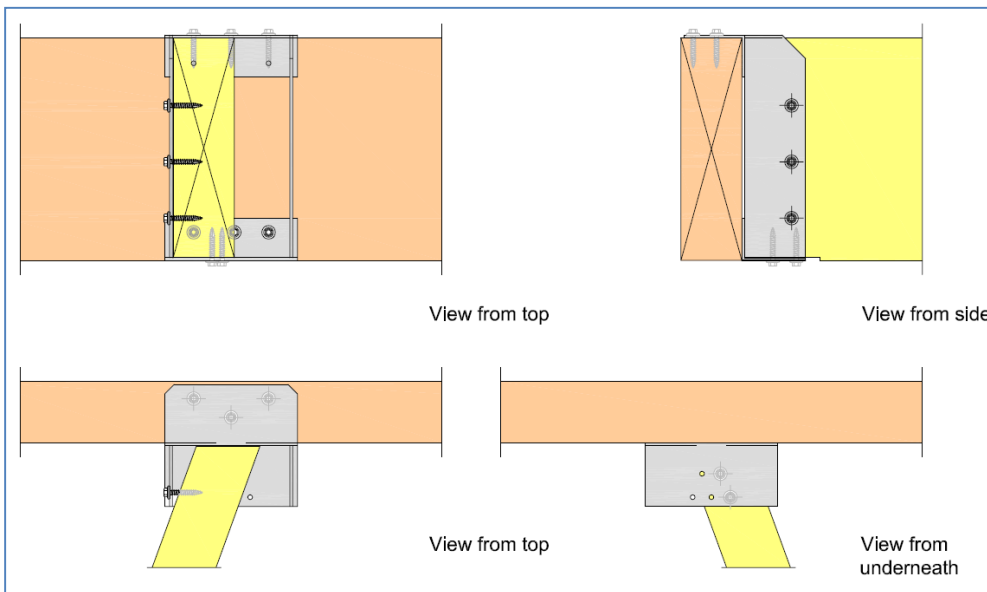 View from top
View from side
View from top
View from
underneath